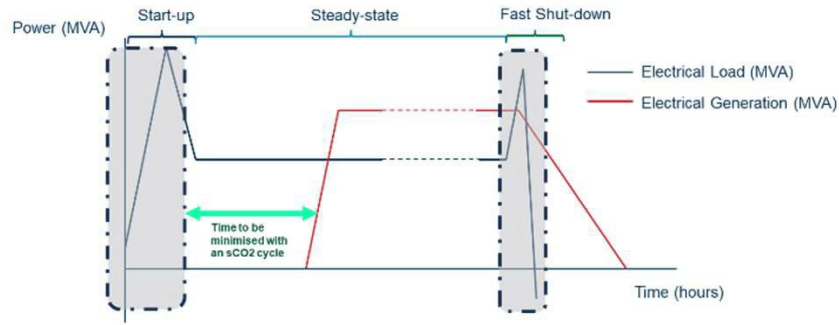 Start-up
Steady-state
Fast Shut-down
Power (MVA)
Electrical Load (MVA)
Electrical Generation (MVA)
Time to be
minimised with
an sCO2 cycle
Time (hours)